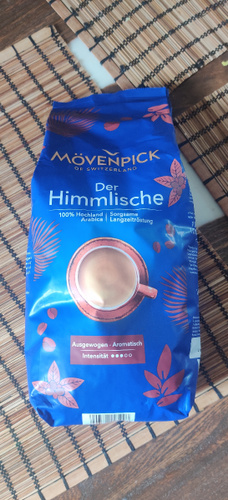 MÖVENPICK
OF SWITZERLAND
Der
Himmlische
100% Hochland Arabica
Sorgsame Langzeitröstung
Ausgewogen · Aromatisch
Intensität